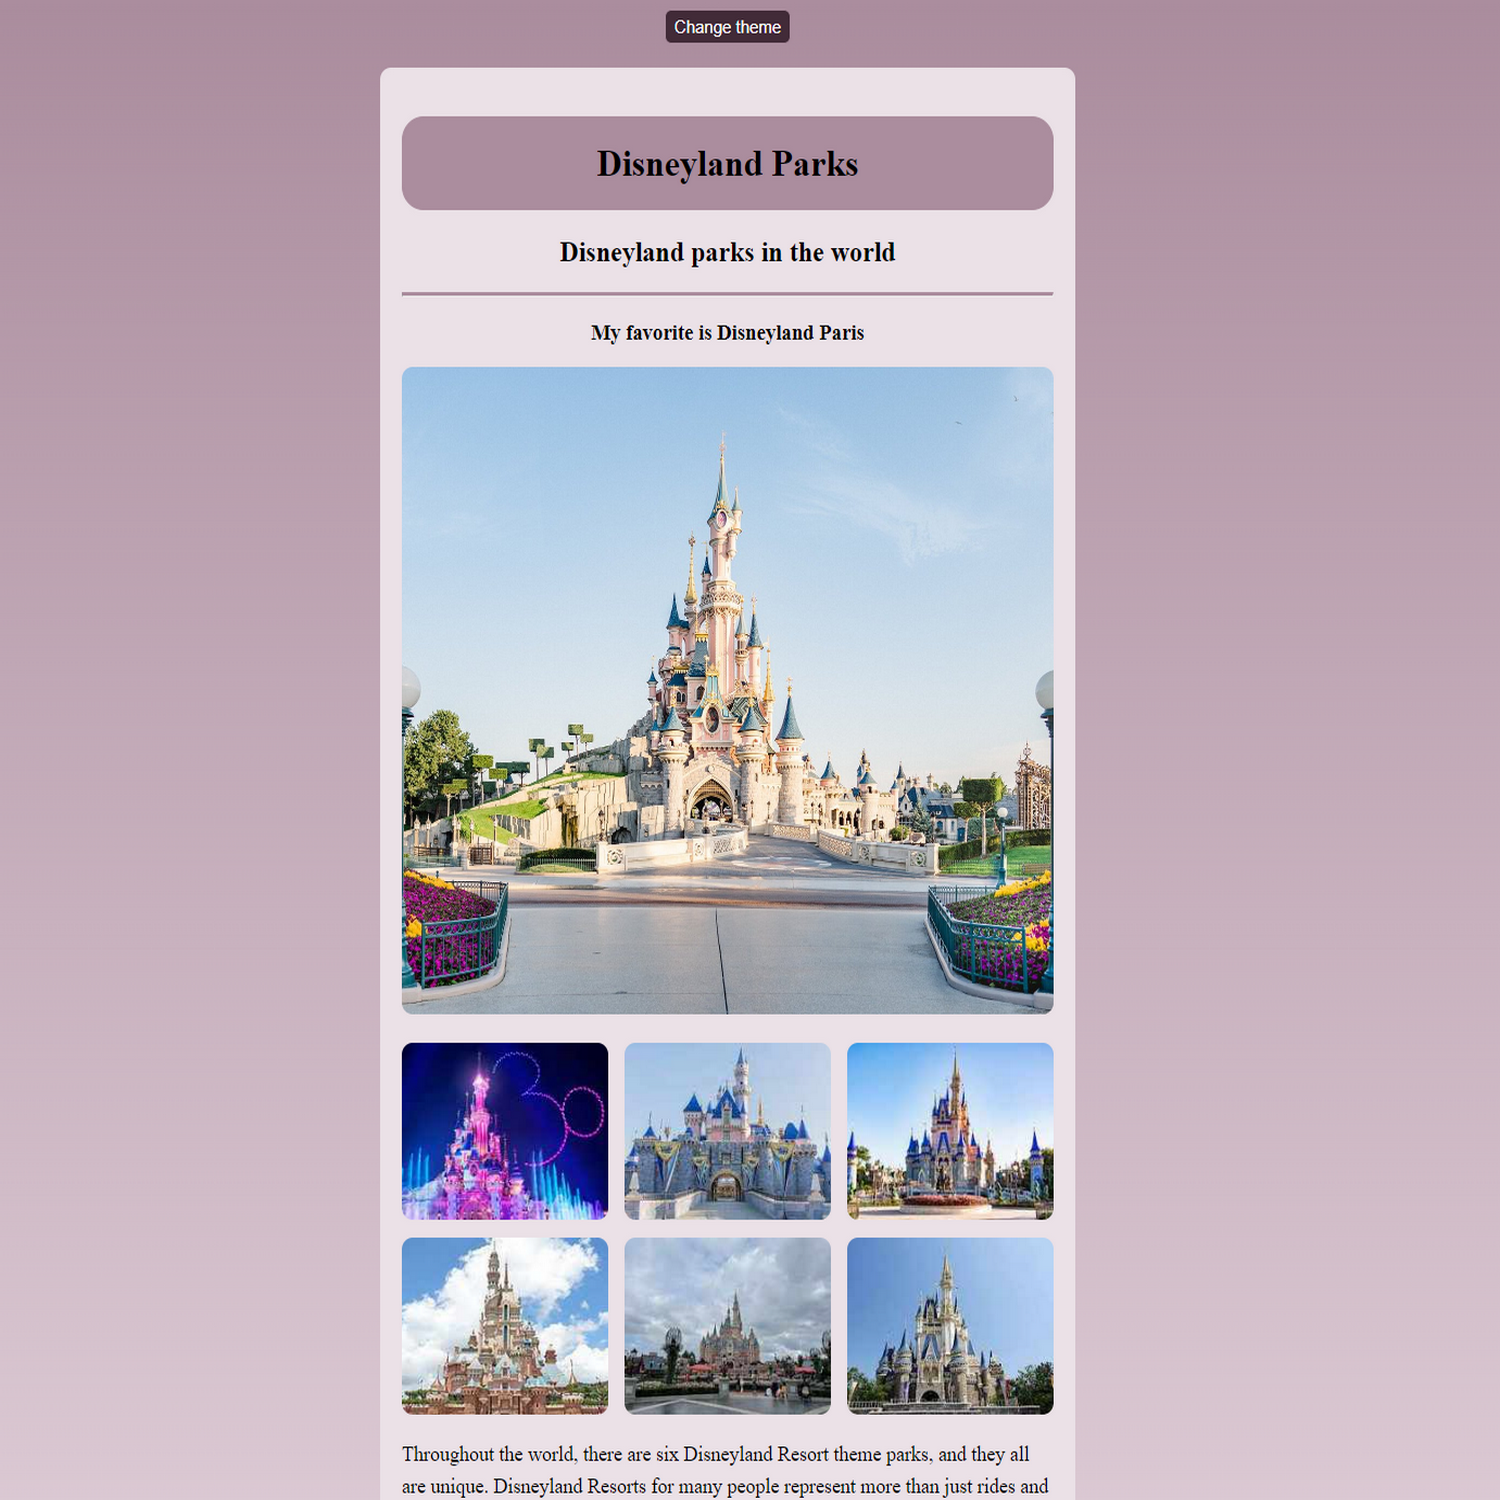 Change theme
Disneyland Parks
Disneyland parks in the world
My favorite is Disneyland Paris
30
Throughout the world, there are six Disneyland Resort theme parks, and they all
are unique. Disneyland Resorts for many people represent more than just rides and